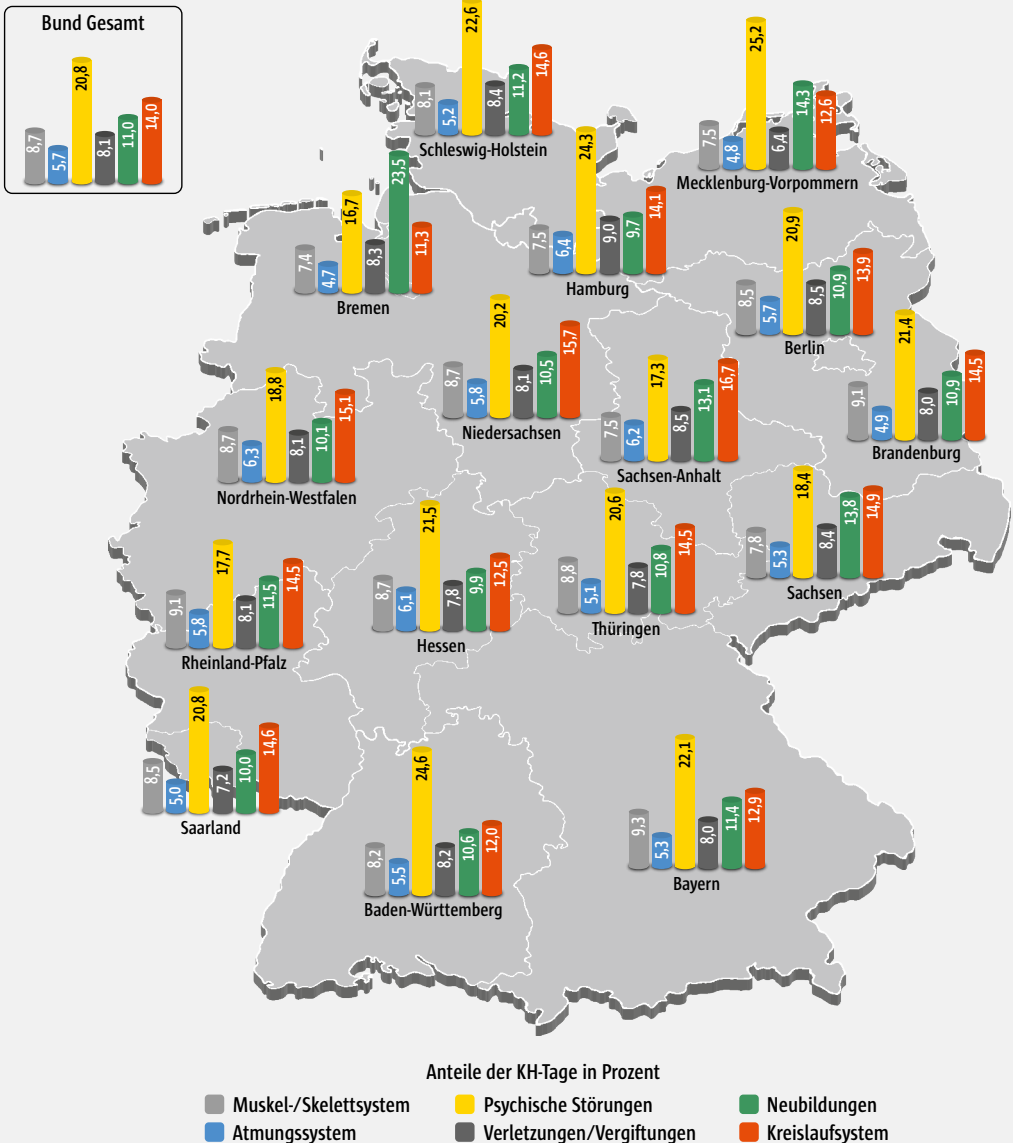 Bund Gesamt
8,7 5,7 20,8 8,1 11,0 14,0
8,1 5,2 22,6 8,4 11,2 14,6
Schleswig-Holstein
7,5 4,8 25,2 6,4 14,3 12,6
Mecklenburg-Vorpommern
7,4 4,7 16,7 8,3 23,5 11,3
Bremen
7,5 6,4 24,3 9,0 9,7 14,1
Hamburg
8,5 5,7 20,9 8,5 10,9 13,9
Berlin
8,7 5,8 20,2 8,1 10,5 15,7
Niedersachsen
9,1 4,9 21,4 8,0 10,9 14,5
Brandenburg
8,7 6,3 18,8 8,1 10,1 15,1
Nordrhein-Westfalen
7,5 6,2 17,3 8,5 13,1 16,7
Sachsen-Anhalt
7,8 5,3 18,4 8,4 13,8 14,9
Sachsen
8,7 6,1 21,5 7,8 9,9 12,5
Hessen
8,8 5,1 20,6 7,8 10,8 14,5
Thüringen
9,1 5,8 17,7 8,1 11,5 14,5
Rheinland-Pfalz
8,5 5,0 20,8 7,2 10,0 14,6
Saarland
8,2 5,5 24,6 8,2 10,6 12,0
Baden-Württemberg
9,3 5,3 22,1 8,0 11,4 12,9
Bayern
Anteile der KH-Tage in Prozent
Muskel-/Skelettsystem Psychische Störungen Neubildungen
Atmungssystem Verletzungen/Vergiftungen Kreislaufsystem